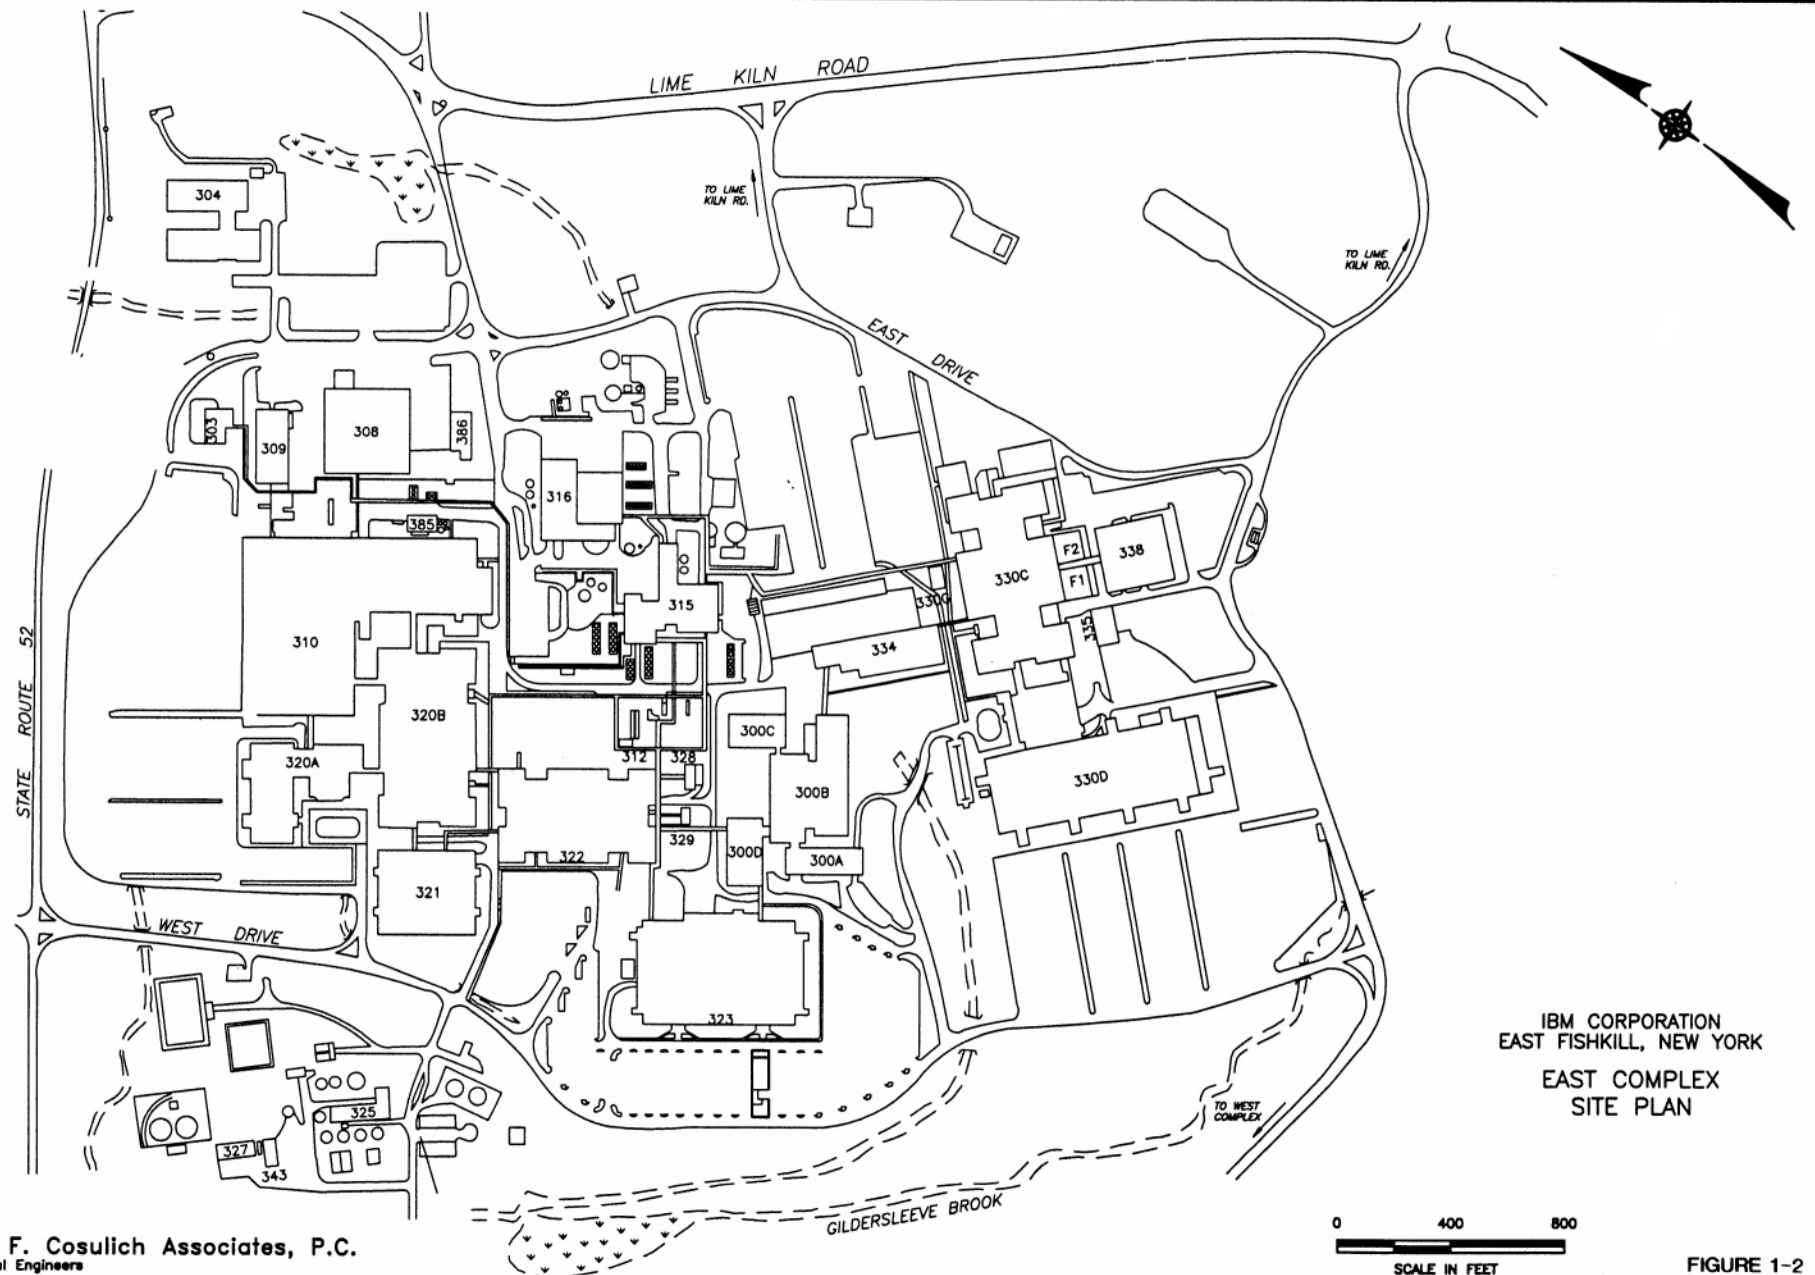 LIME KILN ROAD
304
TO LIME
KILN RD.
TO LIME
KILN RD.
EAST DRIVE
303
309
308
386
316
385
315
310
320B
320A
STATE ROUTE 52
330C
F2
F1
338
330G
335
334
300C
312
328
300B
330D
329
300D
300A
322
321
WEST DRIVE
323
325
327
343
IBM CORPORATION
EAST FISHKILL, NEW YORK
EAST COMPLEX
SITE PLAN
TO WEST
COMPLEX
GILDERSLEEVE BROOK
F. Cosulich Associates, P.C.
al Engineers
0 400 800
SCALE IN FEET
FIGURE 1-2